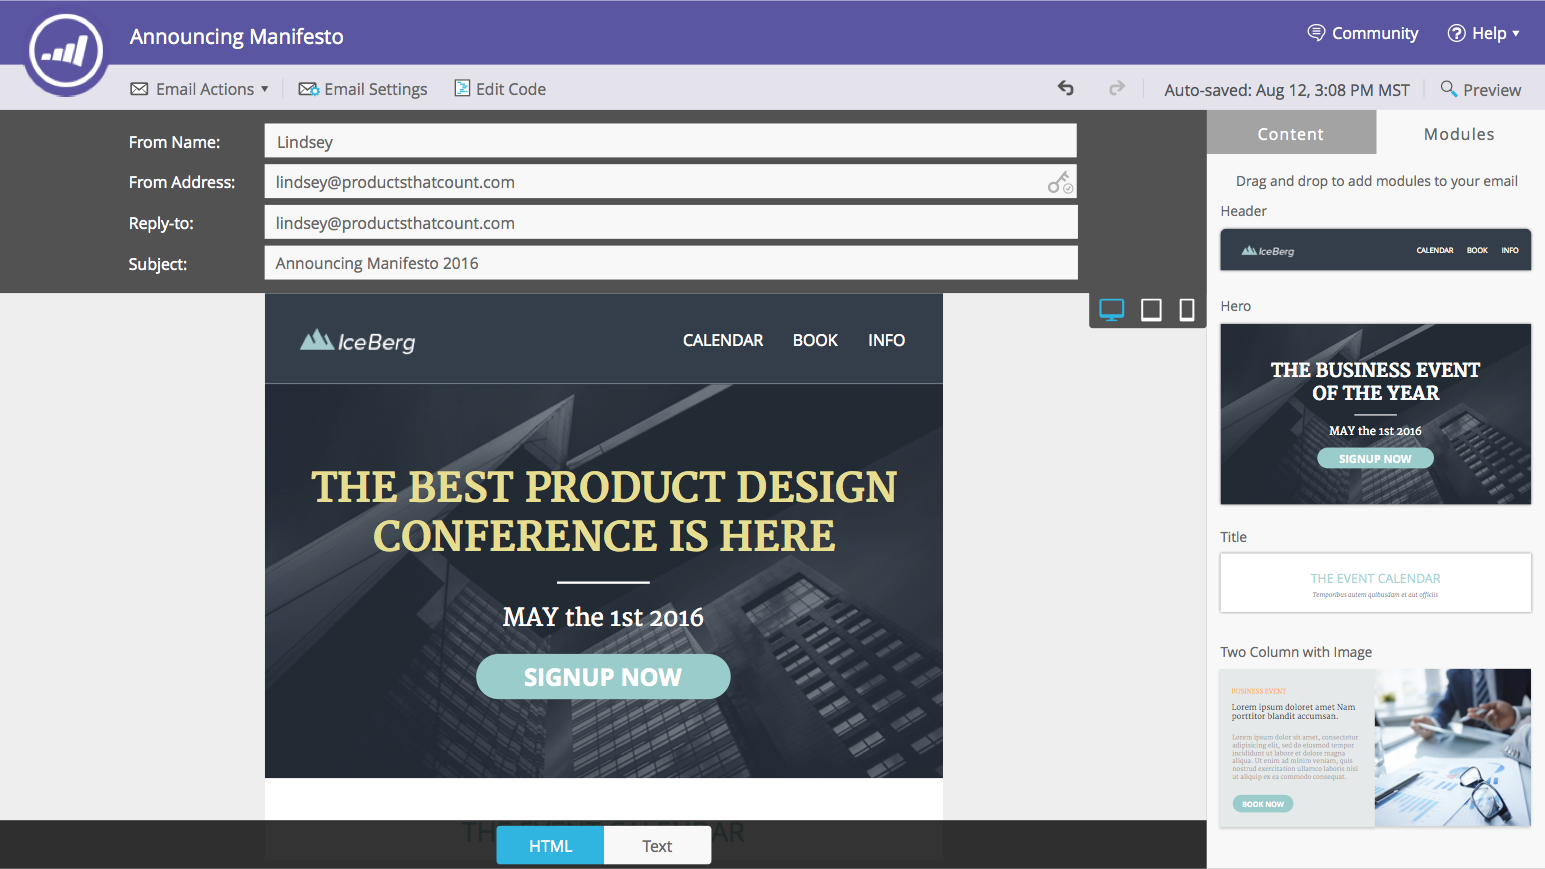 Announcing Manifesto
Community
Help
Email Actions
Email Settings
Edit Code
Auto-saved: Aug 12, 3:08 PM MST
Preview
From Name:
Lindsey
From Address:
lindsey@productsthatcount.com
Reply-to:
lindsey@productsthatcount.com
Subject:
Announcing Manifesto 2016
IceBerg
CALENDAR
BOOK
INFO
THE BEST PRODUCT DESIGN
CONFERENCE IS HERE
MAY the 1st 2016
SIGNUP NOW
THE EVENT CALENDAR
HTML
Text
Content
Modules
Drag and drop to add modules to your email
Header
IceBerg
CALENDAR
BOOK
INFO
Hero
THE BUSINESS EVENT
OF THE YEAR
MAY the 1st 2016
SIGNUP NOW
Title
THE EVENT CALENDAR
Temporibus autem quibusdam et aut officiis
Two Column with Image
BUSINESS EVENT
Lorem ipsum doloret amet Nam
porttitor blandit accumsan.
Lorem ipsum dolor sit amet, consectetur
adipisicing elit, sed do eiusmod tempor
incididunt ut labore et dolore magna
aliqua. Ut enim ad minim veniam, quis
nostrud exercitation ullamco laboris nisi
ut aliquip ex ea commodo consequat.
BOOK NOW